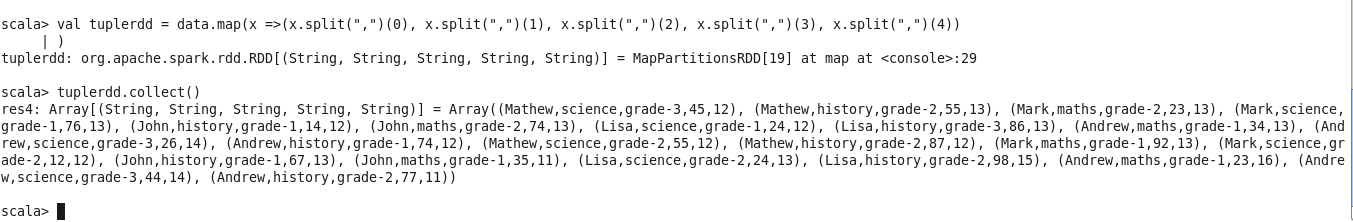 scala> val tuplerdd = data.map(x =>(x.split(",")(0), x.split(",")(1), x.split(",")(2), x.split(",")(3), x.split(",")(4))
     | )
tuplerdd: org.apache.spark.rdd.RDD[(String, String, String, String, String)] = MapPartitionsRDD[19] at map at <console>:29
scala> tuplerdd.collect()
res4: Array[(String, String, String, String, String)] = Array((Mathew,science,grade-3,45,12), (Mathew,history,grade-2,55,13), (Mark,maths,grade-2,23,13), (Mark,science,
grade-1,76,13), (John,history,grade-1,14,12), (John,maths,grade-2,74,13), (Lisa,science,grade-1,24,12), (Lisa,history,grade-3,86,13), (Andrew,maths,grade-1,34,13), (And
rew,science,grade-3,26,14), (Andrew,history,grade-1,74,12), (Mathew,science,grade-2,55,12), (Mathew,history,grade-2,87,12), (Mark,maths,grade-1,92,13), (Mark,science,gr
ade-2,12,12), (John,history,grade-1,67,13), (John,maths,grade-1,35,11), (Lisa,science,grade-2,24,13), (Lisa,history,grade-2,98,15), (Andrew,maths,grade-1,23,16), (Andre
w,science,grade-3,44,14), (Andrew,history,grade-2,77,11))
scala>